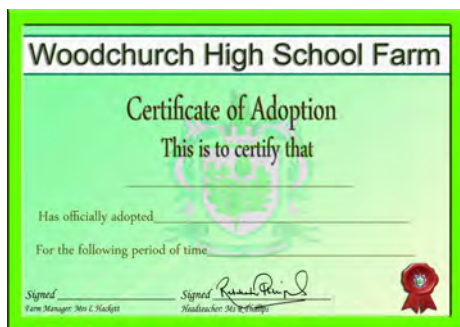 Woodchurch High School Farm
Certificate of Adoption
This is to certify that
Has officially adopted
For the following period of time
Signed Signed
Farm Manager: Mrs L Hackett Headteacher: Ms R Phillips